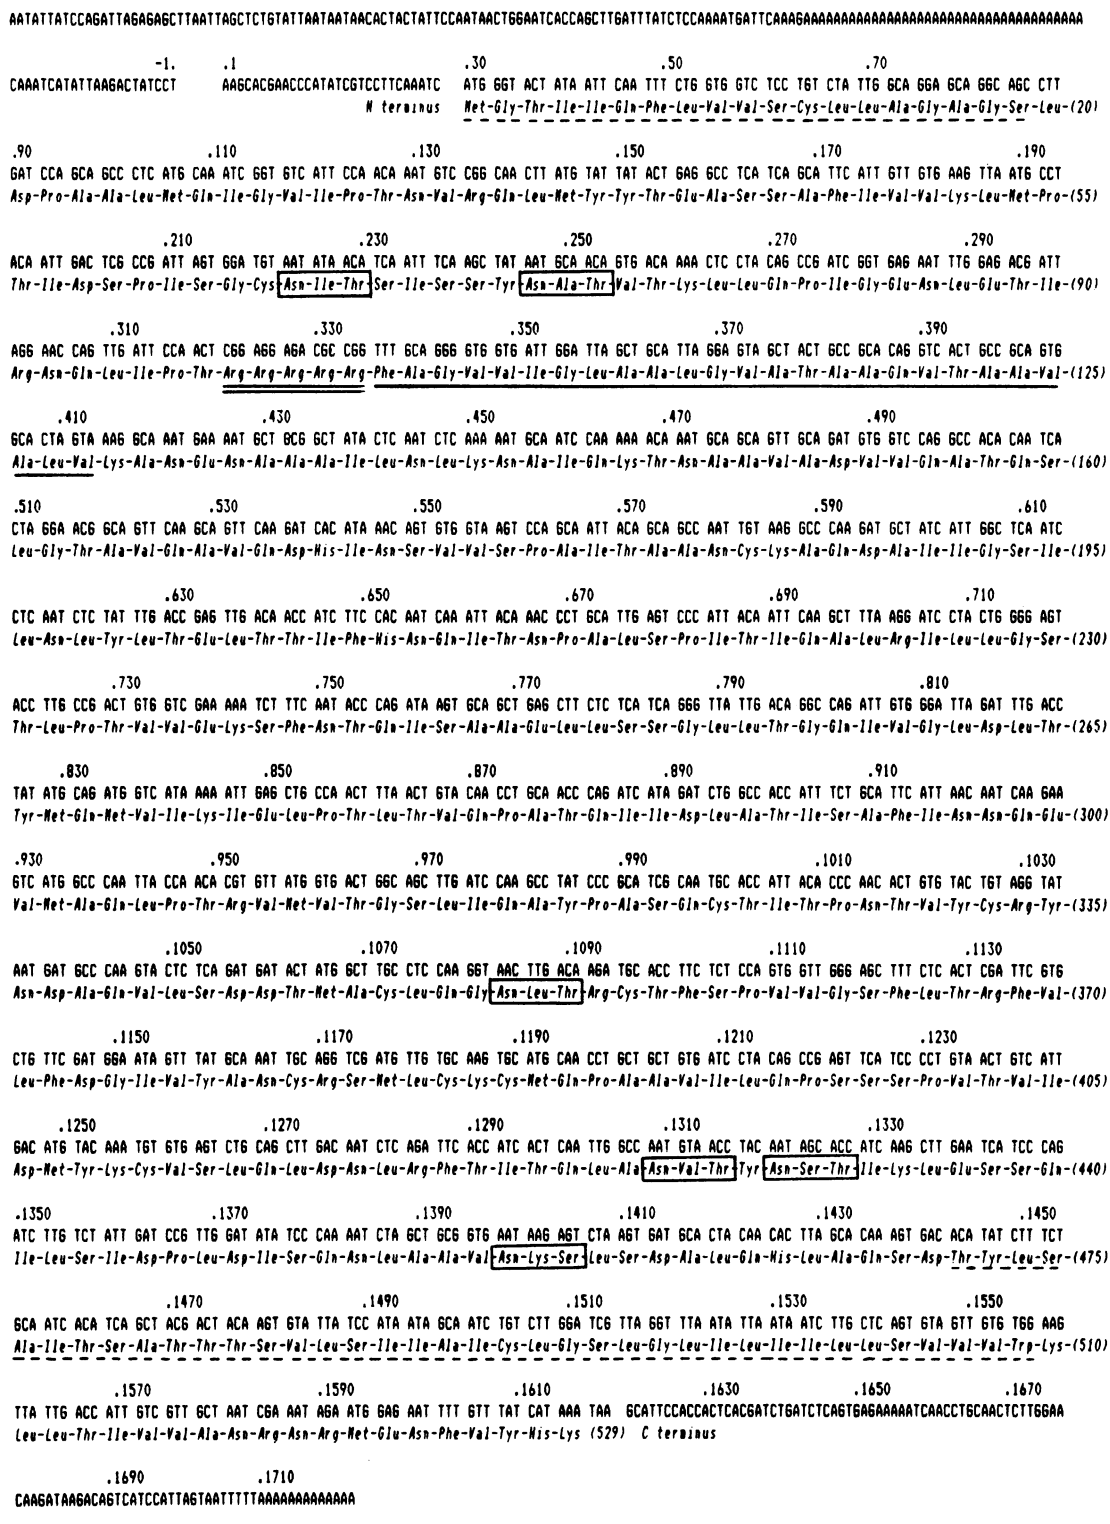 AATATTATCCAGATTAGAGAGCTTAATTAGCTCTGTATTAATAATAACACTACTATTCCAATAACTGGAATCACCAGCTTGATTTATCTCCAAAATGATTCAAAGAAAAAAAAAAAAAAAAAAAAAAAAAAAAAAAAAAAAAA
-1. .1 .30 .50 .70
CAAATCATATTAAGACTATCCT AAGCACGAACCCATATCGTCCTTCAAATC ATG GGT ACT ATA ATT CAA TTT CTG GTG GTC TCC TGT CTA TTG GCA GGA GCA GGC AGC CTT
N terminus Met-Gly-Thr-Ile-Ile-Gln-Phe-Leu-Val-Val-Ser-Cys-Leu-Leu-Ala-Gly-Ala-Gly-Ser-Leu-(20)
.90 .110 .130 .150 .170 .190
GAT CCA GCA GCC CTC ATG CAA ATC GGT GTC ATT CCA ACA AAT GTC CGG CAA CTT ATG TAT TAT ACT GAG GCC TCA TCA GCA TTC ATT GTT GTG AAG TTA ATG CCT
Asp-Pro-Ala-Ala-Leu-Met-Gln-Ile-Gly-Val-Ile-Pro-Thr-Asn-Val-Arg-Gln-Leu-Met-Tyr-Tyr-Thr-Glu-Ala-Ser-Ser-Ala-Phe-Ile-Val-Val-Lys-Leu-Met-Pro-(55)
.210 .230 .250 .270 .290
ACA ATT GAC TCG CCG ATT AGT GGA TGT AAT ATA ACA TCA ATT TCA AGC TAT AAT GCA ACA GTG ACA AAA CTC CTA CAG CCG ATC GGT GAG AAT TTG GAG ACG ATT
Thr-Ile-Asp-Ser-Pro-Ile-Ser-Gly-Cys-Asn-Ile-Thr-Ser-Ile-Ser-Ser-Tyr-Asn-Ala-Thr-Val-Thr-Lys-Leu-Leu-Gln-Pro-Ile-Gly-Glu-Asn-Leu-Glu-Thr-Ile-(90)
.310 .330 .350 .370 .390
AGG AAC CAG TTG ATT CCA ACT CGG AGG AGA CGC CGG TTT GCA GGG GTG GTG ATT GGA TTA GCT GCA TTA GGA GTA GCT ACT GCC GCA CAG GTC ACT GCC GCA GTG
Arg-Asn-Gln-Leu-Ile-Pro-Thr-Arg-Arg-Arg-Arg-Arg-Phe-Ala-Gly-Val-Val-Ile-Gly-Leu-Ala-Ala-Leu-Gly-Val-Ala-Thr-Ala-Ala-Gln-Val-Thr-Ala-Ala-Val-(125)
.410 .430 .450 .470 .490
GCA CTA GTA AAG GCA AAT GAA AAT GCT GCG GCT ATA CTC AAT CTC AAA AAT GCA ATC CAA AAA ACA AAT GCA GCA GTT GCA GAT GTG GTC CAG GCC ACA CAA TCA
Ala-Leu-Val-Lys-Ala-Asn-Glu-Asn-Ala-Ala-Ala-Ile-Leu-Asn-Leu-Lys-Asn-Ala-Ile-Gln-Lys-Thr-Asn-Ala-Ala-Val-Ala-Asp-Val-Val-Gln-Ala-Thr-Gln-Ser-(160)
.510 .530 .550 .570 .590 .610
CTA GGA ACG GCA GTT CAA GCA GTT CAA GAT CAC ATA AAC AGT GTG GTA AGT CCA GCA ATT ACA GCA GCC AAT TGT AAG GCC CAA GAT GCT ATC ATT GGC TCA ATC
Leu-Gly-Thr-Ala-Val-Gln-Ala-Val-Gln-Asp-His-Ile-Asn-Ser-Val-Val-Ser-Pro-Ala-Ile-Thr-Ala-Ala-Asn-Cys-Lys-Ala-Gln-Asp-Ala-Ile-Ile-Gly-Ser-Ile-(195)
.630 .650 .670 .690 .710
CTC AAT CTC TAT TTG ACC GAG TTG ACA ACC ATC TTC CAC AAT CAA ATT ACA AAC CCT GCA TTG AGT CCC ATT ACA ATT CAA GCT TTA AGG ATC CTA CTG GGG AGT
Leu-Asn-Leu-Tyr-Leu-Thr-Glu-Leu-Thr-Thr-Ile-Phe-His-Asn-Gln-Ile-Thr-Asn-Pro-Ala-Leu-Ser-Pro-Ile-Thr-Ile-Gln-Ala-Leu-Arg-Ile-Leu-Leu-Gly-Ser-(230)
.730 .750 .770 .790 .810
ACC TTG CCG ACT GTG GTC GAA AAA TCT TTC AAT ACC CAG ATA AGT GCA GCT GAG CTT CTC TCA TCA GGG TTA TTG ACA GGC CAG ATT GTG GGA TTA GAT TTG ACC
Thr-Leu-Pro-Thr-Val-Val-Glu-Lys-Ser-Phe-Asn-Thr-Gln-Ile-Ser-Ala-Ala-Glu-Leu-Leu-Ser-Ser-Gly-Leu-Leu-Thr-Gly-Gln-Ile-Val-Gly-Leu-Asp-Leu-Thr-(265)
.830 .850 .870 .890 .910
TAT ATG CAG ATG GTC ATA AAA ATT GAG CTG CCA ACT TTA ACT GTA CAA CCT GCA ACC CAG ATC ATA GAT CTG GCC ACC ATT TCT GCA TTC ATT AAC AAT CAA GAA
Tyr-Met-Gln-Met-Val-Ile-Lys-Ile-Glu-Leu-Pro-Thr-Leu-Thr-Val-Gln-Pro-Ala-Thr-Gln-Ile-Ile-Asp-Leu-Ala-Thr-Ile-Ser-Ala-Phe-Ile-Asn-Asn-Gln-Glu-(300)
.930 .950 .970 .990 .1010 .1030
GTC ATG GCC CAA TTA CCA ACA CGT GTT ATG GTG ACT GGC AGC TTG ATC CAA GCC TAT CCC GCA TCG CAA TGC ACC ATT ACA CCC AAC ACT GTG TAC TGT AGG TAT
Val-Met-Ala-Gln-Leu-Pro-Thr-Arg-Val-Met-Val-Thr-Gly-Ser-Leu-Ile-Gln-Ala-Tyr-Pro-Ala-Ser-Gln-Cys-Thr-Ile-Thr-Pro-Asn-Thr-Val-Tyr-Cys-Arg-Tyr-(335)
.1050 .1070 .1090 .1110 .1130
AAT GAT GCC CAA GTA CTC TCA GAT GAT ACT ATG GCT TGC CTC CAA GGT AAC TTG ACA AGA TGC ACC TTC TCT CCA GTG GTT GGG AGC TTT CTC ACT CGA TTC GTG
Asn-Asp-Ala-Gln-Val-Leu-Ser-Asp-Asp-Thr-Met-Ala-Cys-Leu-Gln-Gly-Asn-Leu-Thr-Arg-Cys-Thr-Phe-Ser-Pro-Val-Val-Gly-Ser-Phe-Leu-Thr-Arg-Phe-Val-(370)
.1150 .1170 .1190 .1210 .1230
CTG TTC GAT GGA ATA GTT TAT GCA AAT TGC AGG TCG ATG TTG TGC AAG TGC ATG CAA CCT GCT GCT GTG ATC CTA CAG CCG AGT TCA TCC CCT GTA ACT GTC ATT
Leu-Phe-Asp-Gly-Ile-Val-Tyr-Ala-Asn-Cys-Arg-Ser-Met-Leu-Cys-Lys-Cys-Met-Gln-Pro-Ala-Ala-Val-Ile-Leu-Gln-Pro-Ser-Ser-Ser-Pro-Val-Thr-Val-Ile-(405)
.1250 .1270 .1290 .1310 .1330
GAC ATG TAC AAA TGT GTG AGT CTG CAG CTT GAC AAT CTC AGA TTC ACC ATC ACT CAA TTG GCC AAT GTA ACC TAC AAT AGC ACC ATC AAG CTT GAA TCA TCC CAG
Asp-Met-Tyr-Lys-Cys-Val-Ser-Leu-Gln-Leu-Asp-Asn-Leu-Arg-Phe-Thr-Ile-Thr-Gln-Leu-Ala-Asn-Val-Thr-Tyr-Asn-Ser-Thr-Ile-Lys-Leu-Glu-Ser-Ser-Gln-(440)
.1350 .1370 .1390 .1410 .1430 .1450
ATC TTG TCT ATT GAT CCG TTG GAT ATA TCC CAA AAT CTA GCT GCG GTG AAT AAG AGT CTA AGT GAT GCA CTA CAA CAC TTA GCA CAA AGT GAC ACA TAT CTT TCT
Ile-Leu-Ser-Ile-Asp-Pro-Leu-Asp-Ile-Ser-Gln-Asn-Leu-Ala-Ala-Val-Asn-Lys-Ser-Leu-Ser-Asp-Ala-Leu-Gln-His-Leu-Ala-Gln-Ser-Asp-Thr-Tyr-Leu-Ser-(475)
.1470 .1490 .1510 .1530 .1550
GCA ATC ACA TCA GCT ACG ACT ACA AGT GTA TTA TCC ATA ATA GCA ATC TGT CTT GGA TCG TTA GGT TTA ATA TTA ATA ATC TTG CTC AGT GTA GTT GTG TGG AAG
Ala-Ile-Thr-Ser-Ala-Thr-Thr-Thr-Ser-Val-Leu-Ser-Ile-Ile-Ala-Ile-Cys-Leu-Gly-Ser-Leu-Gly-Leu-Ile-Leu-Ile-Ile-Leu-Leu-Ser-Val-Val-Val-Trp-Lys-(510)
.1570 .1590 .1610 .1630 .1650 .1670
TTA TTG ACC ATT GTC GTT GCT AAT CGA AAT AGA ATG GAG AAT TTT GTT TAT CAT AAA TAA GCATTCCACCACTCACGATCTGATCTCAGTGAGAAAAATCAACCTGCAACTCTTGGAA
Leu-Leu-Thr-Ile-Val-Val-Ala-Asn-Arg-Asn-Arg-Met-Glu-Asn-Phe-Val-Tyr-His-Lys (529) C terminus
.1690 .1710
CAAGATAAGACAGTCATCCATTAGTAATTTTTAAAAAAAAAAAAA